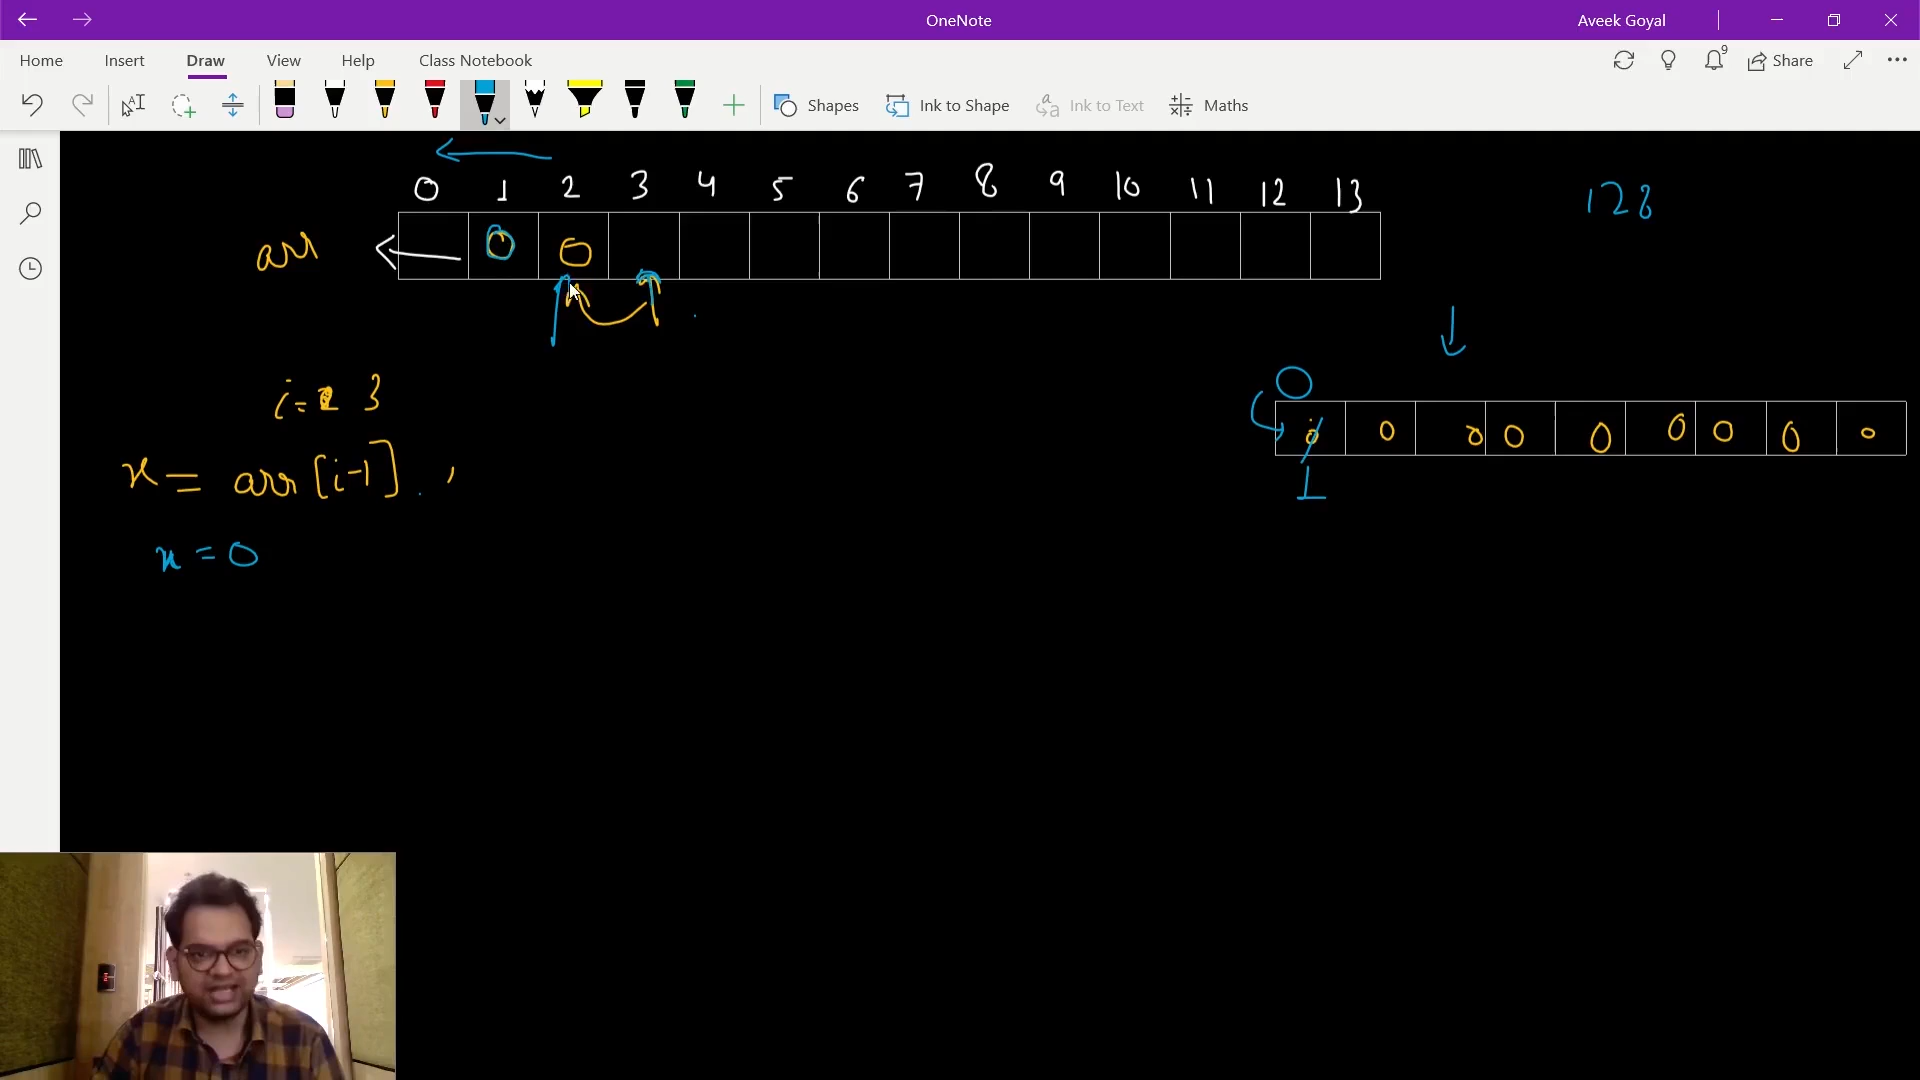 OneNote
Aveek Goyal
Home Insert Draw View Help Class Notebook
9
Share
Shapes
Ink to Shape
Ink to Text
Maths
0 1 2 3 4 5 6 7 8 9 10 11 12 13
128
arr
0 0
0
0 0 0 0 0 0 0 0
1
i = 2 3
x = arr[i-1]. ,
x = 0